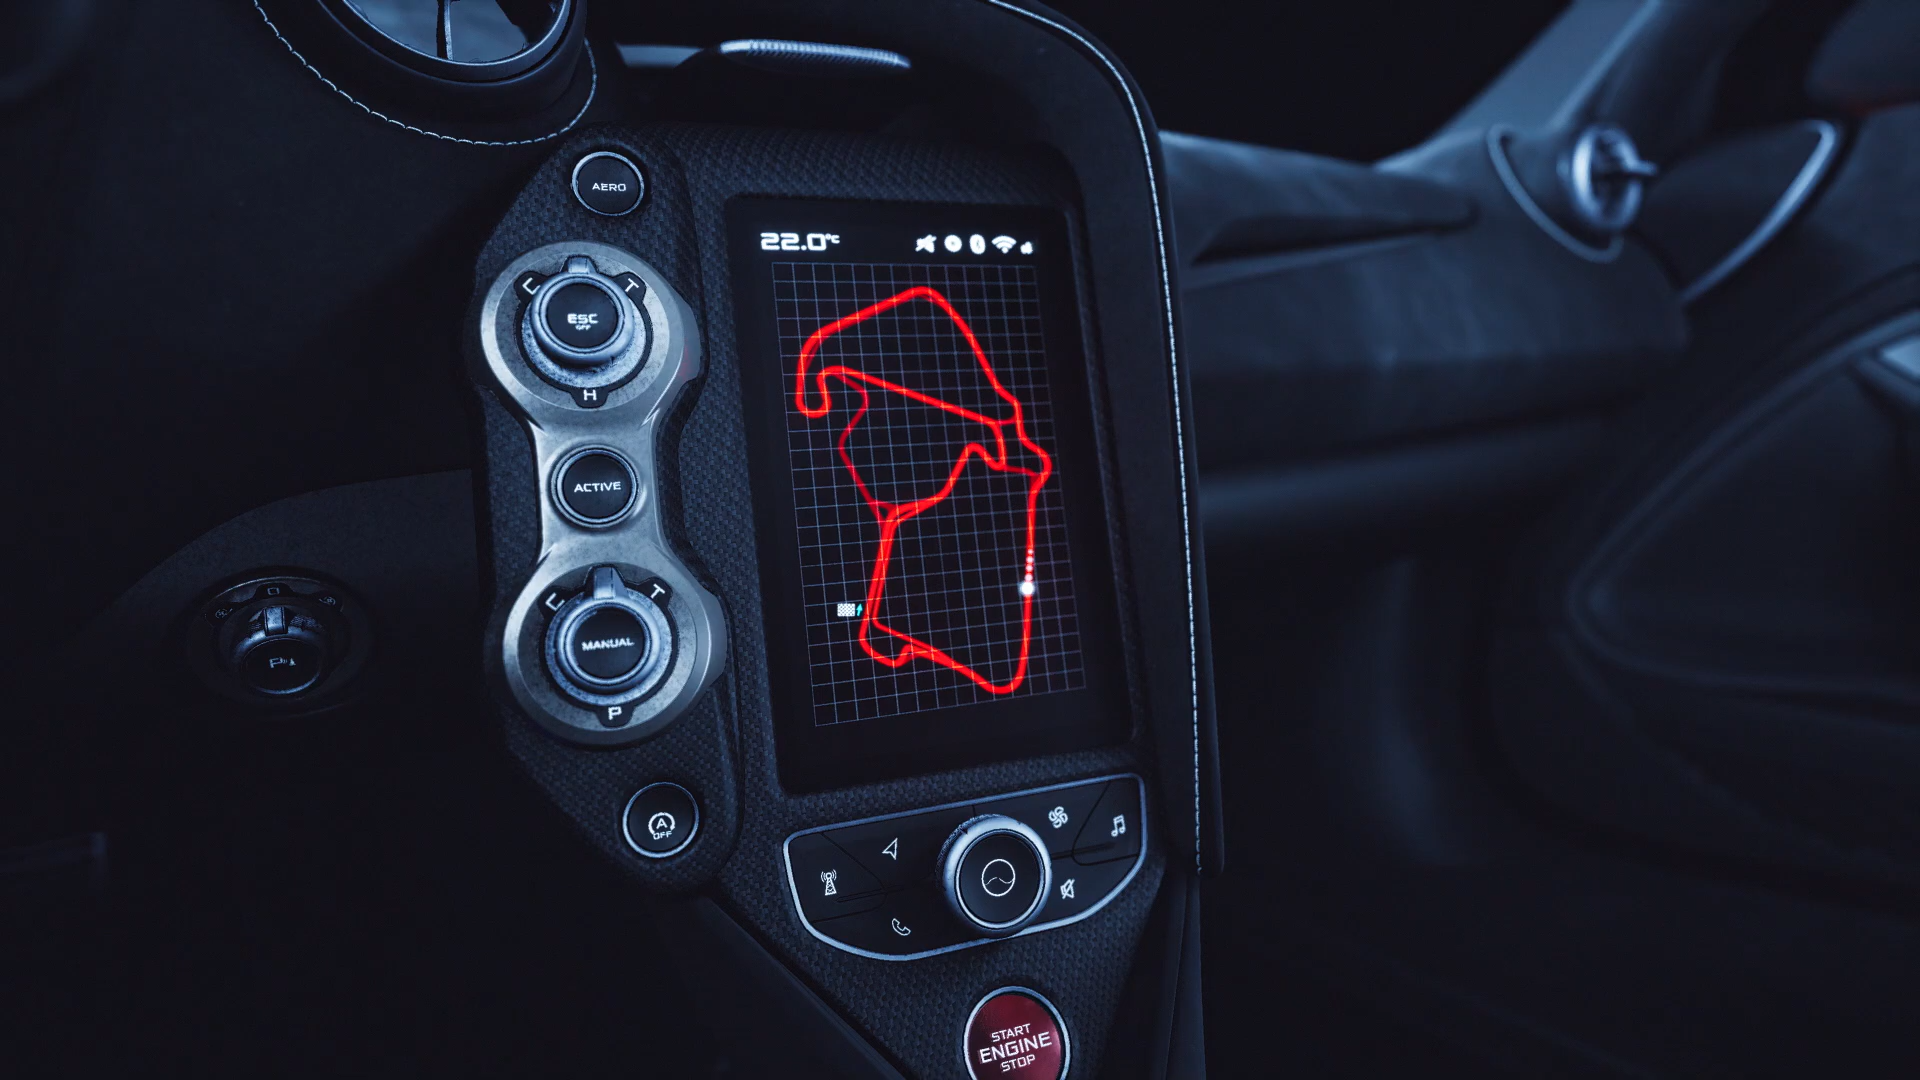 AERO
22.0°C
C
T
ESC
OFF
H
ACTIVE
C
T
MANUAL
P
O
P
A
OFF
START
ENGINE
STOP